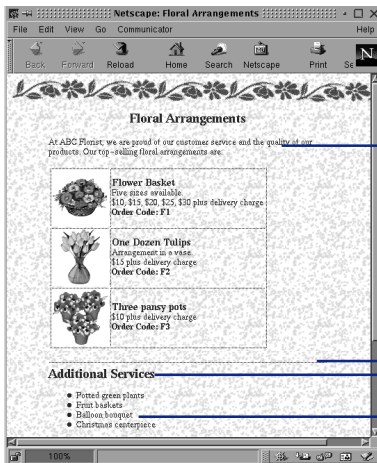 Netscape: Floral Arrangements
File Edit View Go Communicator Help
Back Forward Reload Home Search Netscape Print Se
Floral Arrangements
At ABC Florist, we are proud of our customer service and the quality of our
products. Our top-selling floral arrangements are:
Flower Basket
Five sizes available.
$10, $15, $20, $25, $30 plus delivery charge
Order Code: F1
One Dozen Tulips
Arrangement in a vase.
$15 plus delivery charge
Order Code: F2
Three pansy pots
$10 plus delivery charge
Order Code: F3
Additional Services
Potted green plants
Fruit baskets
Balloon bouquet
Christmas centerpiece
100%